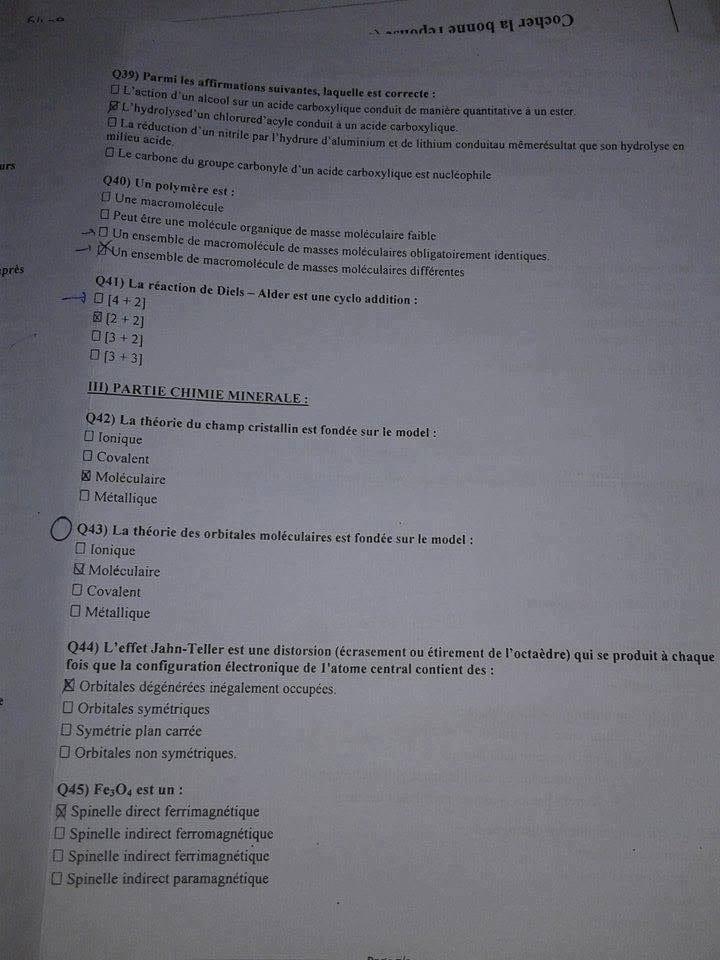 Cocher la bonne réponse
Q39) Parmi les affirmations suivantes, laquelle est correcte :
☐ L'action d'un alcool sur un acide carboxylique conduit de manière quantitative à un ester.
☒ L'hydrolysed'un chlorured'acyle conduit à un acide carboxylique.
☐ La réduction d'un nitrile par l'hydrure d'aluminium et de lithium conduitau mêmerésultat que son hydrolyse en
milieu acide.
☐ Le carbone du groupe carbonyle d'un acide carboxylique est nucléophile
urs
Q40) Un polymère est :
☐ Une macromolécule
☐ Peut être une molécule organique de masse moléculaire faible
→ ☐ Un ensemble de macromolécule de masses moléculaires obligatoirement identiques.
→ ☒ Un ensemble de macromolécule de masses moléculaires différentes
près
Q41) La réaction de Diels – Alder est une cyclo addition :
→ ☐ [4 + 2]
☒ [2 + 2]
☐ [3 + 2]
☐ [3 + 3]
III) PARTIE CHIMIE MINERALE :
Q42) La théorie du champ cristallin est fondée sur le model :
☐ Ionique
☐ Covalent
☒ Moléculaire
☐ Métallique
Q43) La théorie des orbitales moléculaires est fondée sur le model :
☐ Ionique
☒ Moléculaire
☐ Covalent
☐ Métallique
Q44) L'effet Jahn-Teller est une distorsion (écrasement ou étirement de l'octaèdre) qui se produit à chaque
fois que la configuration électronique de l'atome central contient des :
☒ Orbitales dégénérées inégalement occupées.
☐ Orbitales symétriques
☐ Symétrie plan carrée
☐ Orbitales non symétriques.
Q45) Fe₃O₄ est un :
☒ Spinelle direct ferrimagnétique
☐ Spinelle indirect ferromagnétique
☐ Spinelle indirect ferrimagnétique
☐ Spinelle indirect paramagnétique